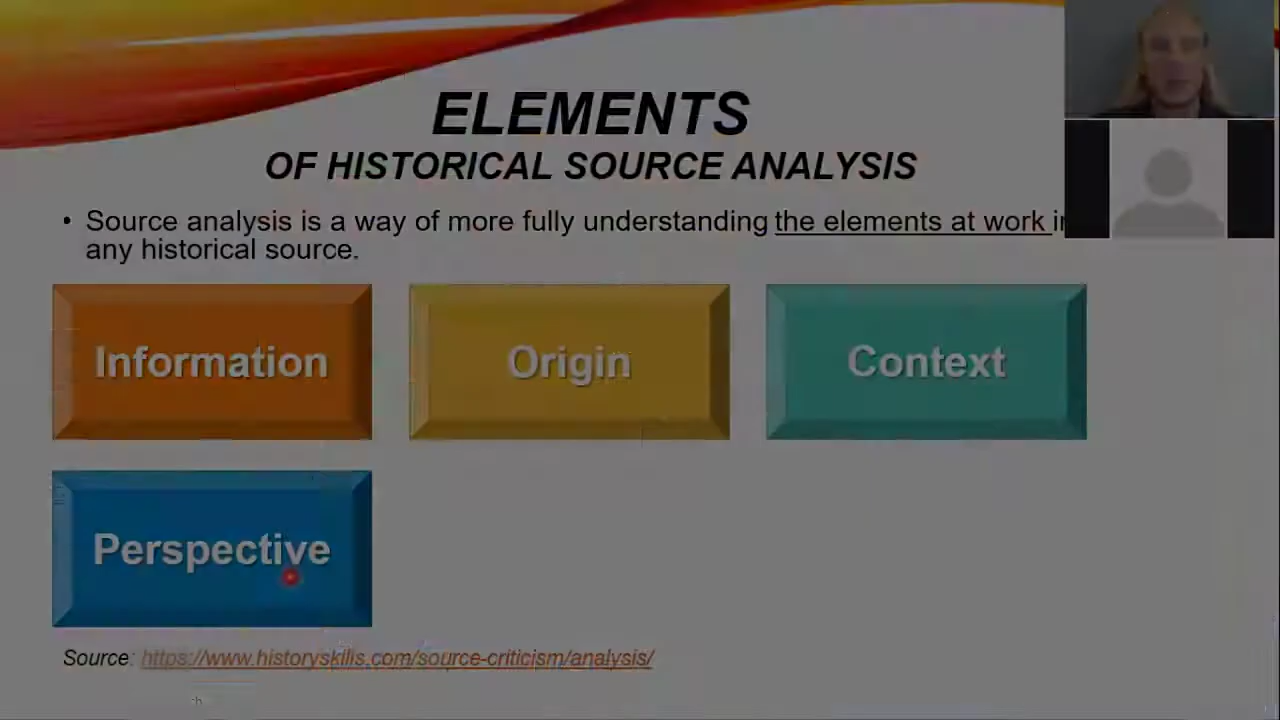 ELEMENTS
OF HISTORICAL SOURCE ANALYSIS
• Source analysis is a way of more fully understanding the elements at work
any historical source.
Information
Origin
Context
Perspective
Source: https://www.historyskills.com/source-criticism/analysis/